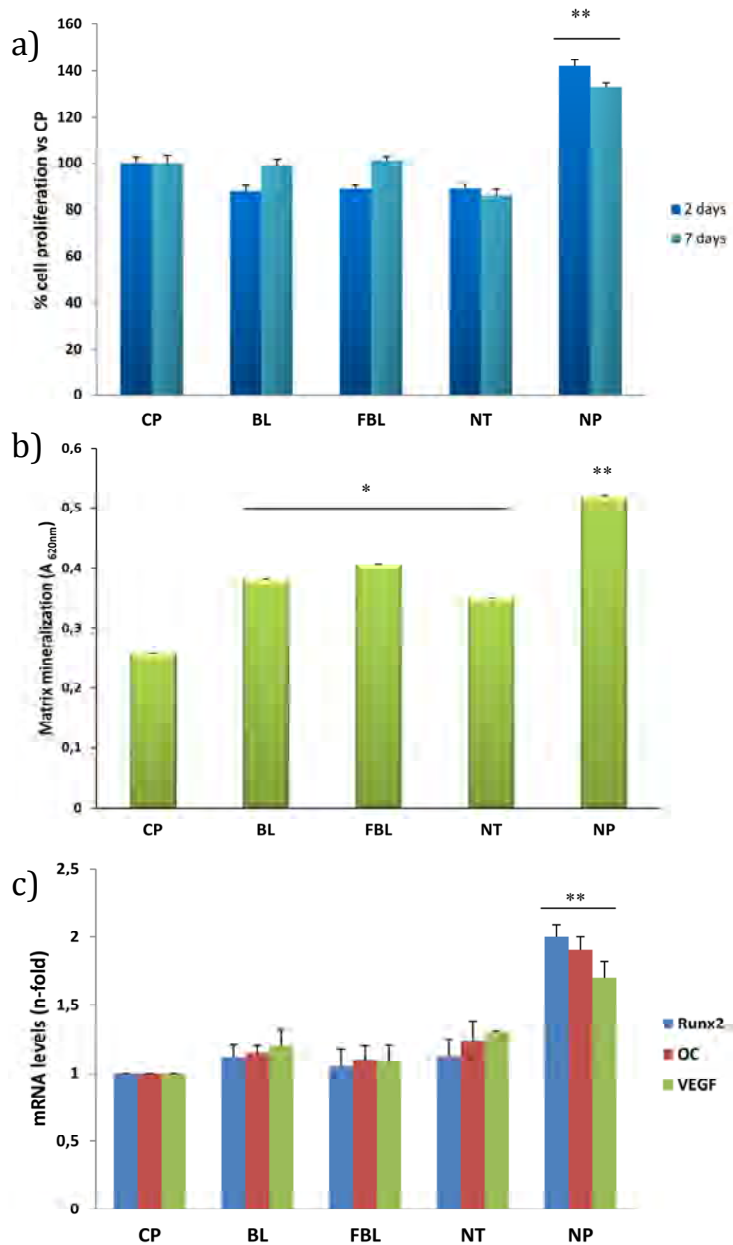 a)
% cell proliferation vs CP
160
140
120
100
80
60
40
20
0
**
CP BL FBL NT NP
2 days
7 days
b)
Matrix mineralization (A 620nm)
0,6
0,5
0,4
0,3
0,2
0,1
0
*
**
CP BL FBL NT NP
c)
mRNA levels (n-fold)
2,5
2
1,5
1
0,5
0
**
CP BL FBL NT NP
Runx2
OC
VEGF